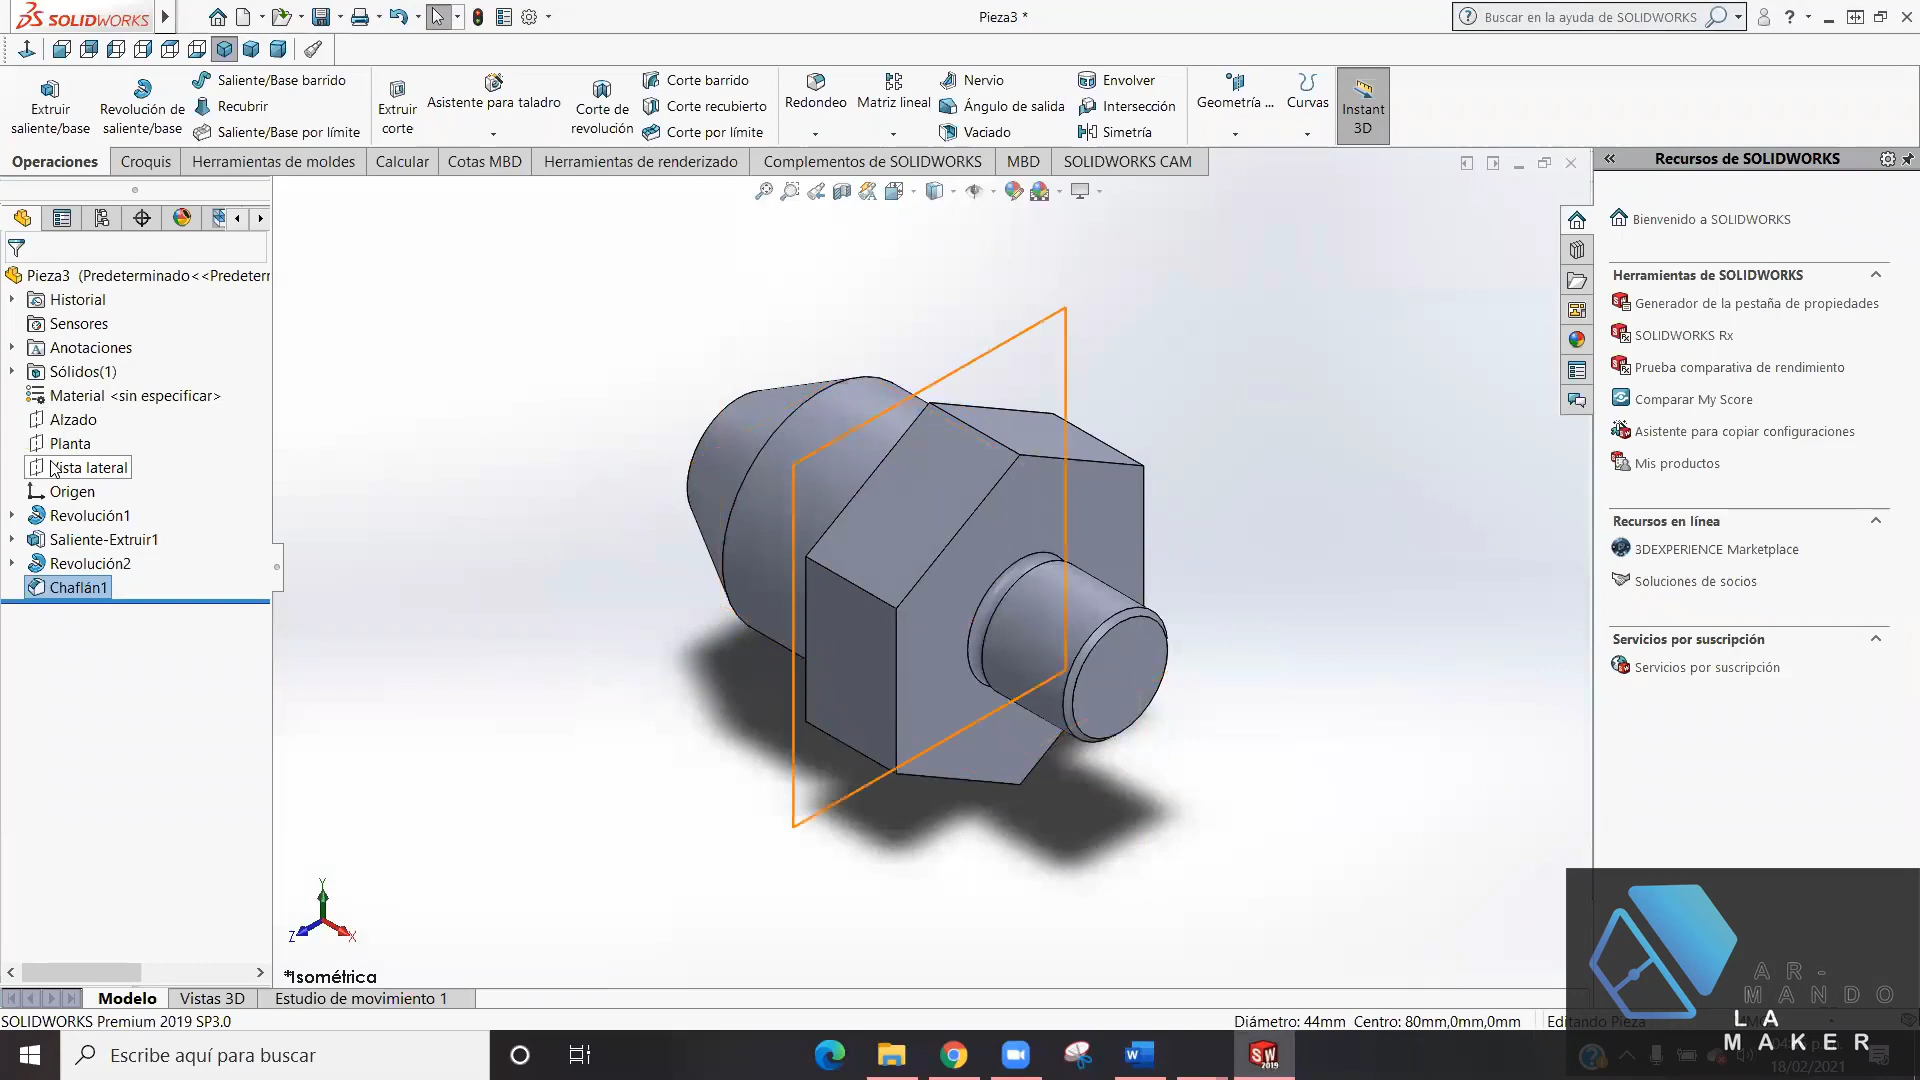 SOLIDWORKS
Pieza3 *
Buscar en la ayuda de SOLIDWORKS
Extruir saliente/base
Revolución de saliente/base
Saliente/Base barrido
Recubrir
Saliente/Base por límite
Extruir corte
Asistente para taladro
Corte de revolución
Corte barrido
Corte recubierto
Corte por límite
Redondeo
Matriz lineal
Nervio
Ángulo de salida
Vaciado
Envolver
Intersección
Simetría
Geometría ...
Curvas
Instant 3D
Operaciones
Croquis
Herramientas de moldes
Calcular
Cotas MBD
Herramientas de renderizado
Complementos de SOLIDWORKS
MBD
SOLIDWORKS CAM
Pieza3 (Predeterminado<<Predeterr
Historial
Sensores
Anotaciones
Sólidos(1)
Material <sin especificar>
Alzado
Planta
Vista lateral
Origen
Revolución1
Saliente-Extruir1
Revolución2
Chaflán1
Y
Z
X
*Isométrica
Recursos de SOLIDWORKS
Bienvenido a SOLIDWORKS
Herramientas de SOLIDWORKS
Generador de la pestaña de propiedades
SOLIDWORKS Rx
Prueba comparativa de rendimiento
Comparar My Score
Asistente para copiar configuraciones
Mis productos
Recursos en línea
3DEXPERIENCE Marketplace
Soluciones de socios
Servicios por suscripción
Servicios por suscripción
Modelo
Vistas 3D
Estudio de movimiento 1
SOLIDWORKS Premium 2019 SP3.0
Diámetro: 44mm Centro: 80mm,0mm,0mm
Editando Pieza
AR-
MANDO
LA
MAKER
Escribe aquí para buscar
18/02/2021